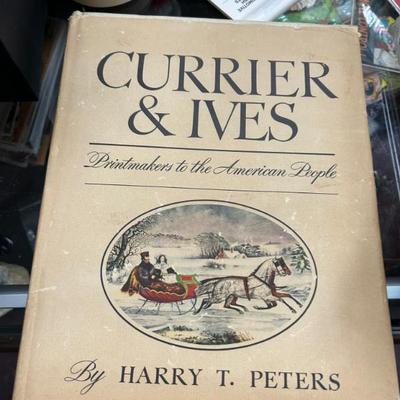 CURRIER
& IVES
Printmakers to the American People
By HARRY T. PETERS